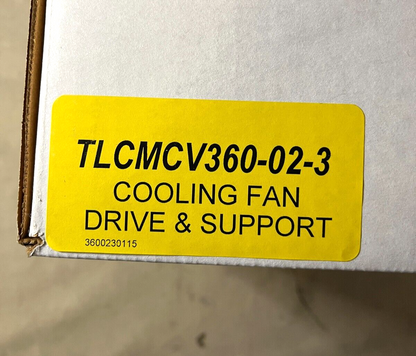 TLCMCV360-02-3
COOLING FAN
DRIVE & SUPPORT
3600230115